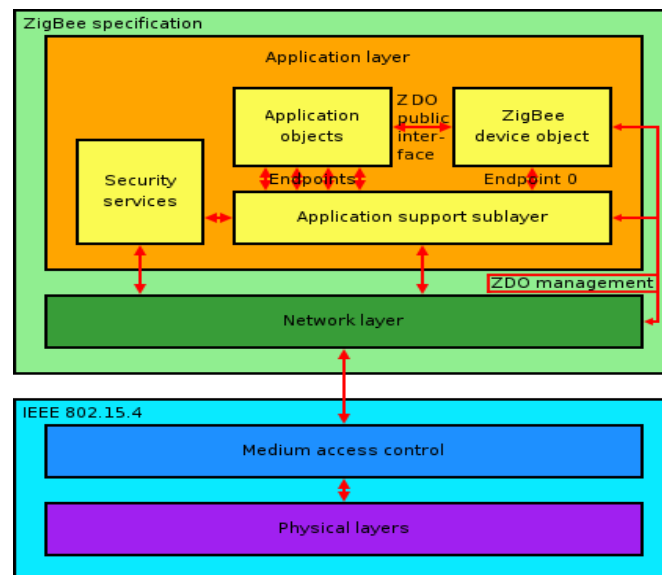 ZigBee specification
Application layer
Application
objects
ZDO
public
inter-
face
ZigBee
device object
Security
services
Endpoints
Endpoint 0
Application support sublayer
ZDO management
Network layer
IEEE 802.15.4
Medium access control
Physical layers